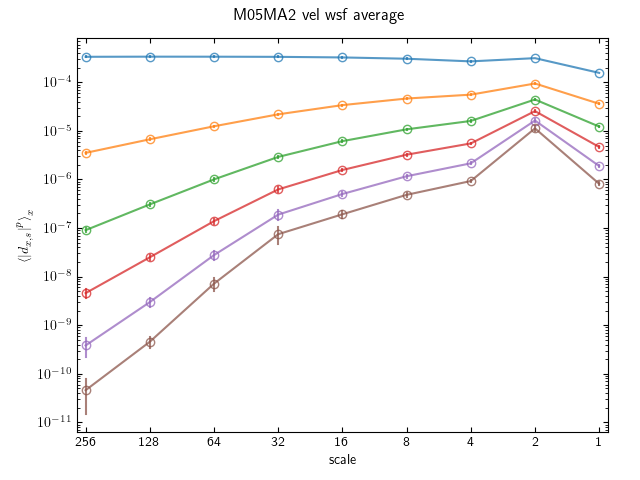 M05MA2 vel wsf average
10⁻⁴
10⁻⁵
10⁻⁶
10⁻⁷
10⁻⁸
10⁻⁹
10⁻¹⁰
10⁻¹¹
⟨|d_{x,s}|^p⟩_x
256 128 64 32 16 8 4 2 1
scale